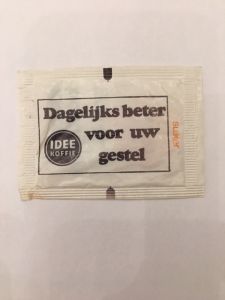 Dagelijks beter
IDEE
KOFFIE
voor uw
gestel